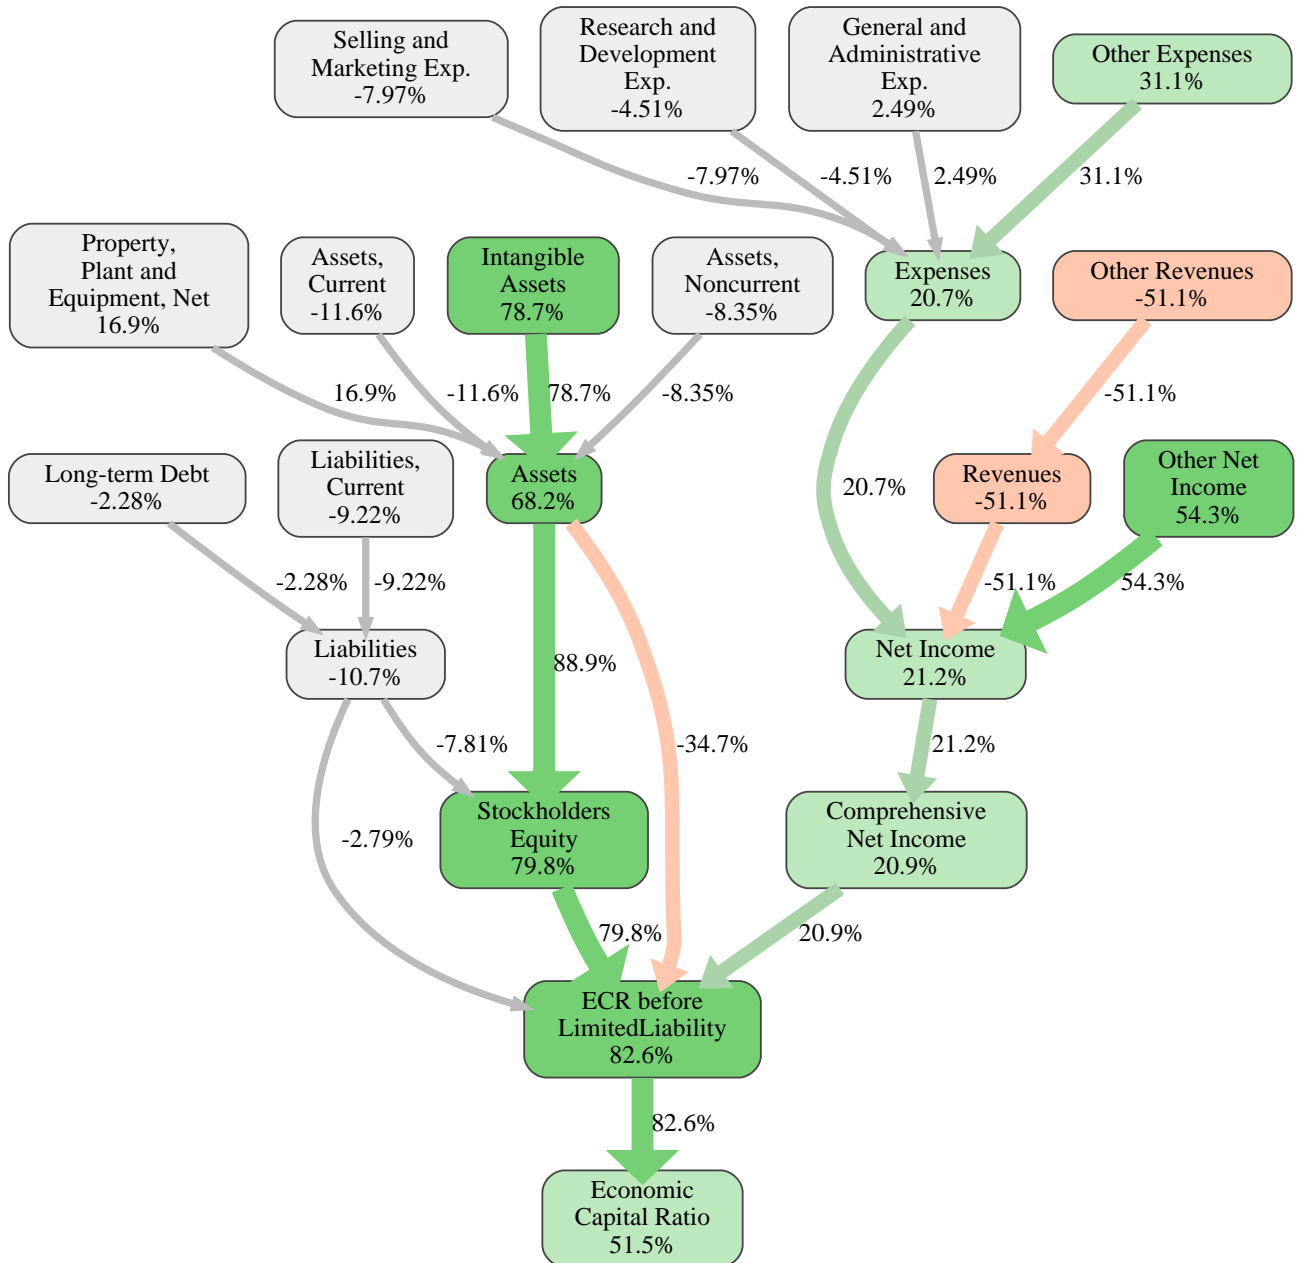 Selling and
Marketing Exp.
-7.97%
Research and
Development
Exp.
-4.51%
General and
Administrative
Exp.
2.49%
Other Expenses
31.1%
-7.97%
-4.51%
2.49%
31.1%
Property,
Plant and
Equipment, Net
16.9%
Assets,
Current
-11.6%
Intangible
Assets
78.7%
Assets,
Noncurrent
-8.35%
Expenses
20.7%
Other Revenues
-51.1%
16.9%
-11.6%
78.7%
-8.35%
-51.1%
Long-term Debt
-2.28%
Liabilities,
Current
-9.22%
Assets
68.2%
20.7%
Revenues
-51.1%
Other Net
Income
54.3%
-2.28%
-9.22%
-51.1%
54.3%
Liabilities
-10.7%
88.9%
Net Income
21.2%
-7.81%
-34.7%
21.2%
-2.79%
Stockholders
Equity
79.8%
Comprehensive
Net Income
20.9%
79.8%
20.9%
ECR before
LimitedLiability
82.6%
82.6%
Economic
Capital Ratio
51.5%